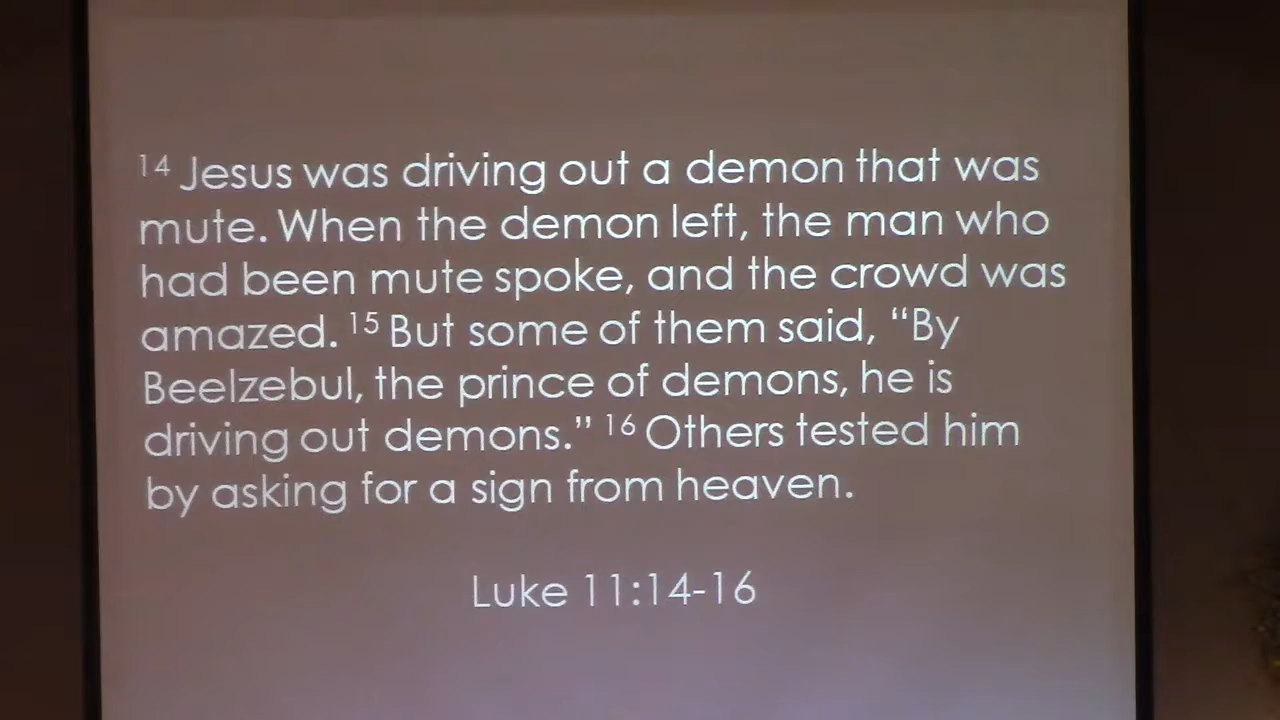 14 Jesus was driving out a demon that was
mute. When the demon left, the man who
had been mute spoke, and the crowd was
amazed. 15 But some of them said, “By
Beelzebul, the prince of demons, he is
driving out demons.” 16 Others tested him
by asking for a sign from heaven.
Luke 11:14-16